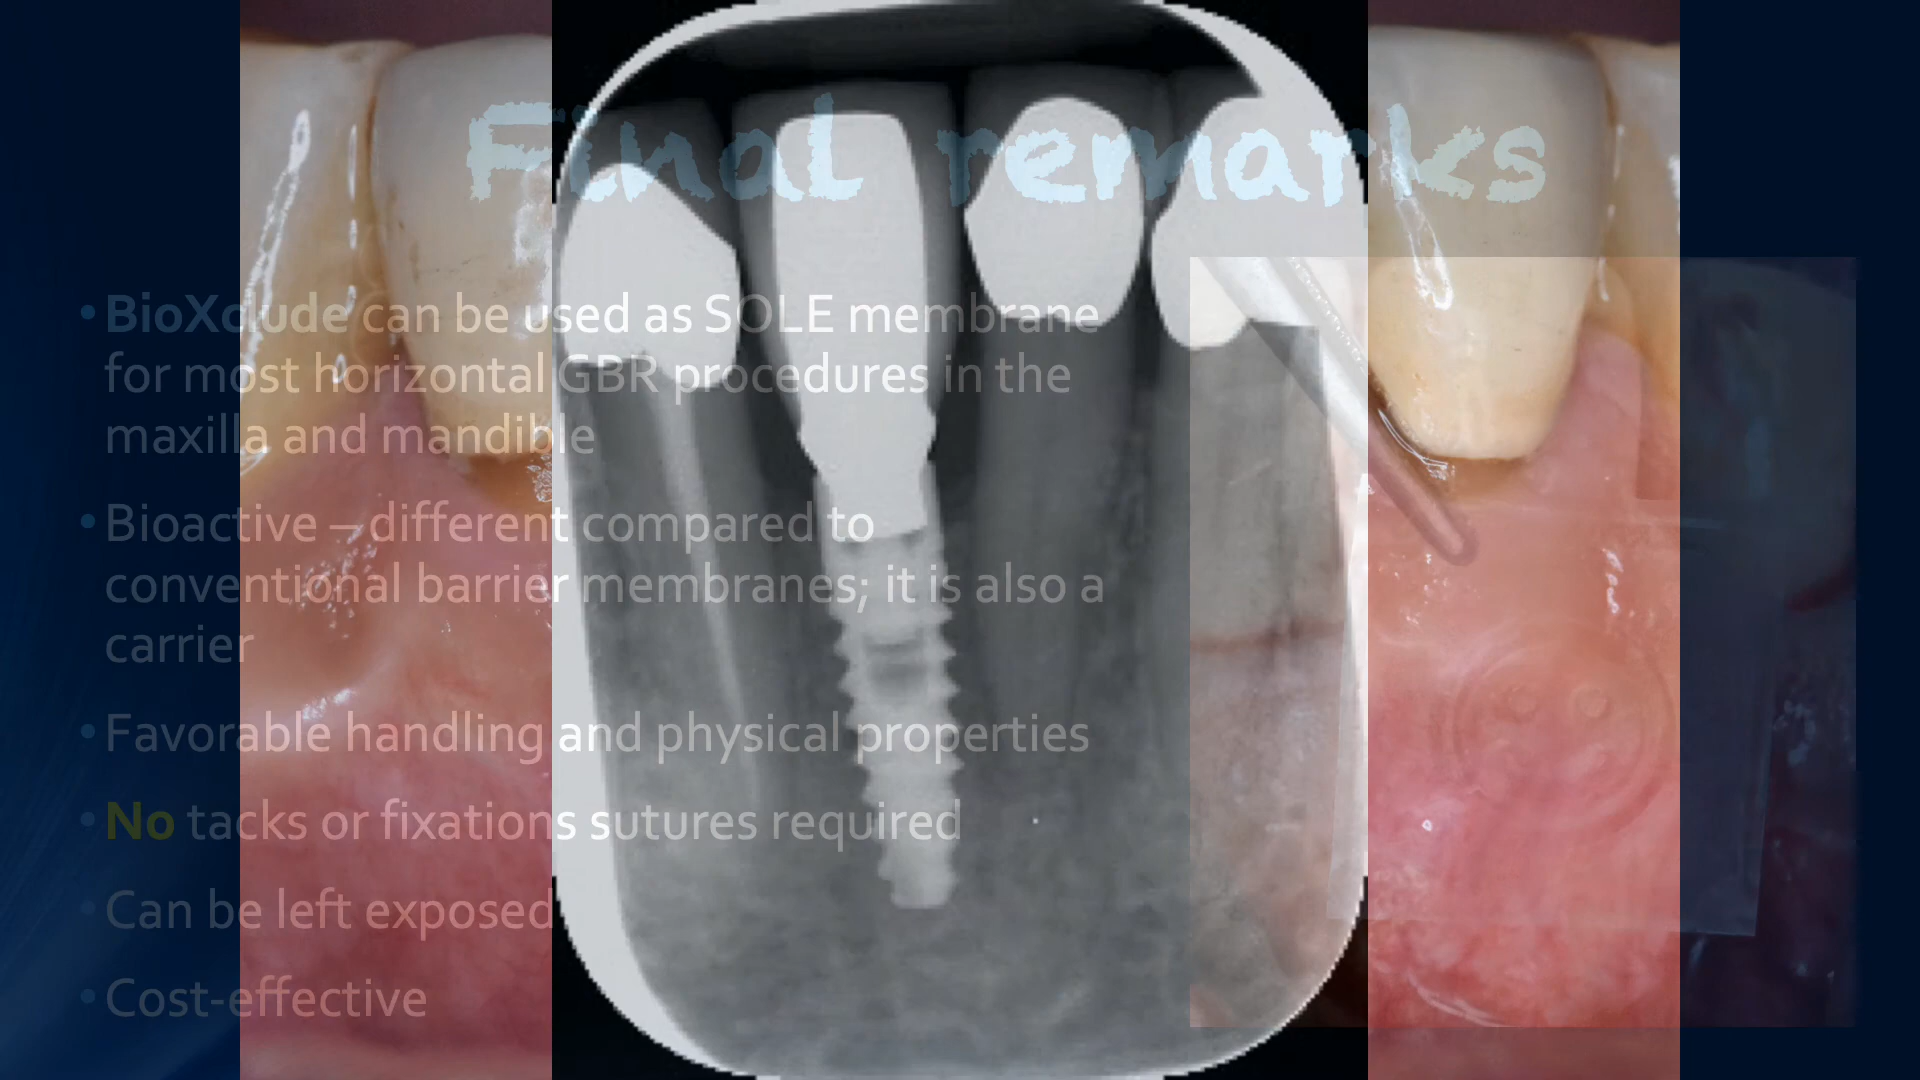 Final remarks
• BioXclude can be used as SOLE membrane
for most horizontal GBR procedures in the
maxilla and mandible
• Bioactive – different compared to
conventional barrier membranes; it is also a
carrier
• Favorable handling and physical properties
• No tacks or fixations sutures required
• Can be left exposed
• Cost-effective